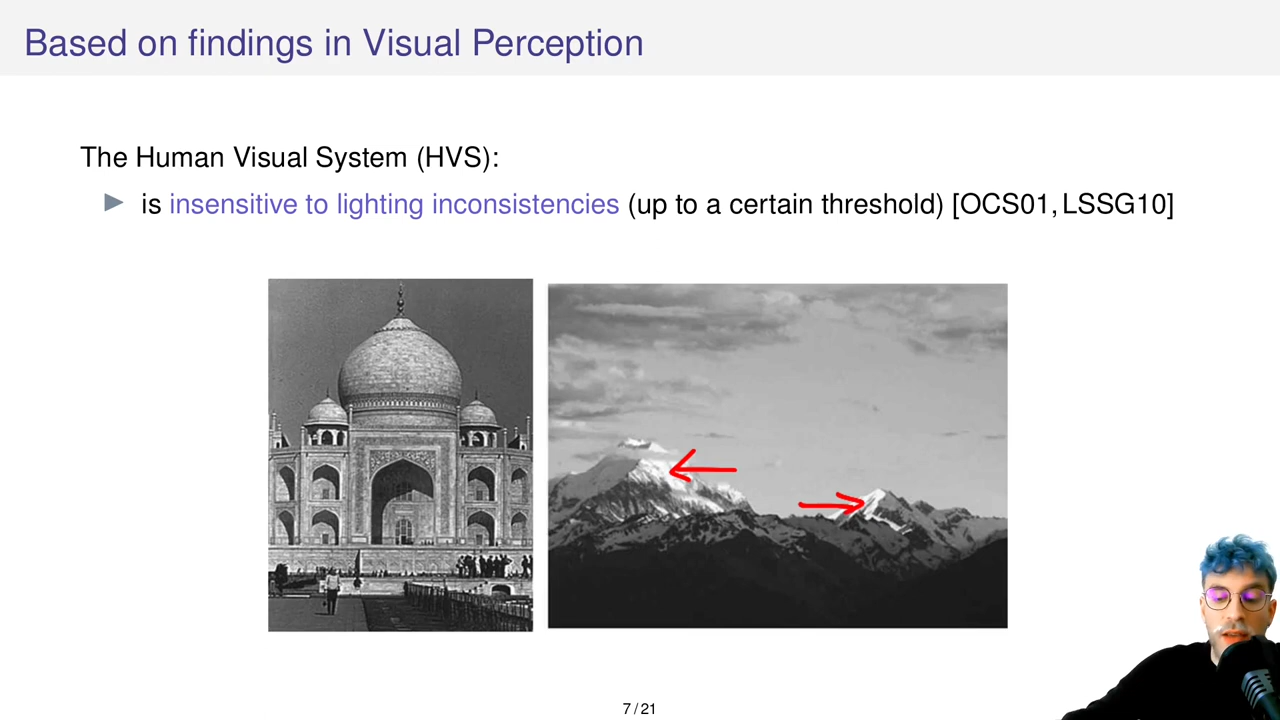 Based on findings in Visual Perception
The Human Visual System (HVS):
is insensitive to lighting inconsistencies (up to a certain threshold) [OCS01, LSSG10]
7 / 21